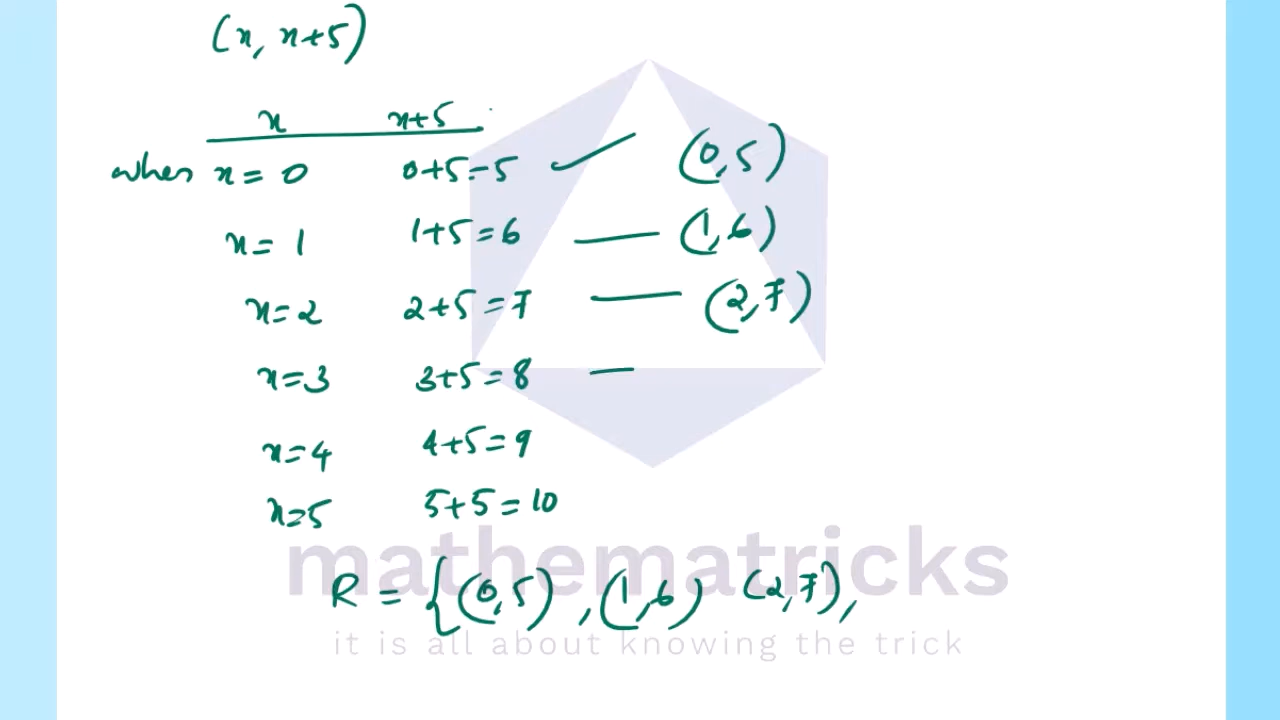 (x, x+5)
x x+5
when x = 0 0+5=5 (0,5)
x = 1 1+5=6 (1,6)
x=2 2+5=7 (2,7)
x=3 3+5=8
x=4 4+5=9
x=5 5+5=10
mathematricks
R = {(0,5), (1,6) (2,7),
it is all about knowing the trick